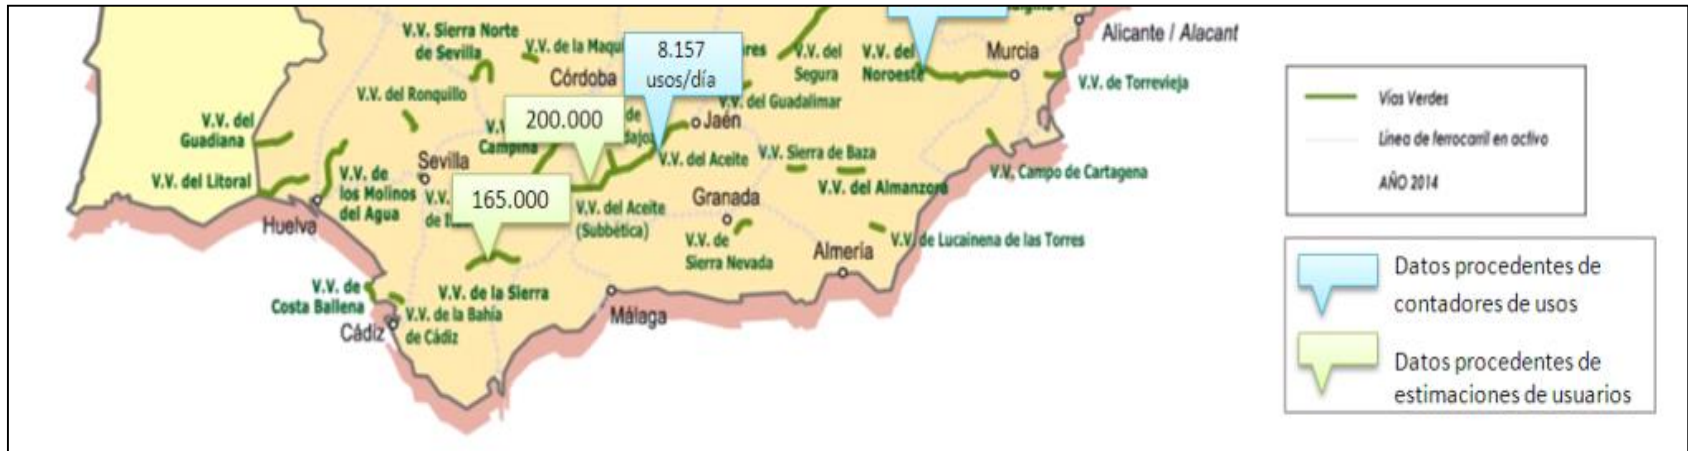 Alicante / Alacant
V.V. Sierra Norte
de Sevilla
V.V. de la Maqui
8.157
usos/día
res
V.V. del
Segura
V.V. del
Noroeste
Murcia
V.V. de Torrevieja
Córdoba
V.V. del Ronquillo
V.V. del Guadalimar
200.000
de
Jaén
V.V. del
Guadiana
Campiña
V.V. del Aceite
V.V. Sierra de Baza
Sevilla
V.V. Campo de Cartagena
V.V. del Litoral
V.V. de
los Molinos
del Agua
165.000
V.V.
de
V.V. del Aceite
(Subbética)
Granada
V.V. del Almanzora
Huelva
V.V. de
Sierra Nevada
Almería
V.V. de Lucainena de las Torres
V.V. de
Costa Ballena
V.V. de la Sierra
V.V. de la Bahía
de Cádiz
Cádiz
Málaga
Vías Verdes
Línea de ferrocarril en activo
AÑO 2014
Datos procedentes de
contadores de usos
Datos procedentes de
estimaciones de usuarios